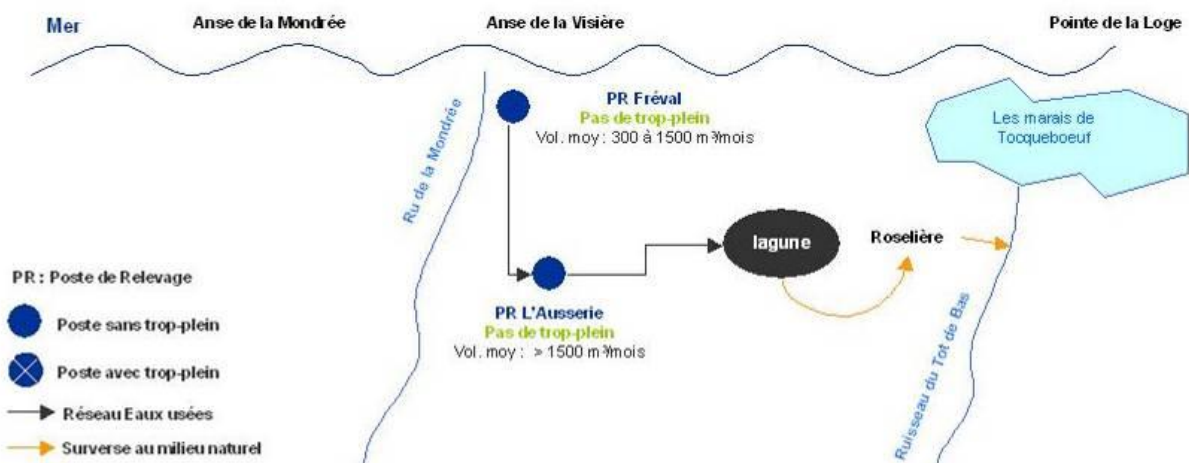 Mer
Anse de la Mondrée
Anse de la Visière
Pointe de la Loge
PR Fréval
Pas de trop-plein
Vol. moy : 300 à 1500 m³/mois
Les marais de
Tocqueboeuf
Ru de la Mondrée
lagune
Roselière
PR : Poste de Relevage
Poste sans trop-plein
Poste avec trop-plein
Réseau Eaux usées
Surverse au milieu naturel
PR L'Ausserie
Pas de trop-plein
Vol. moy : > 1500 m³/mois
Ruisseau du Tot de Bas